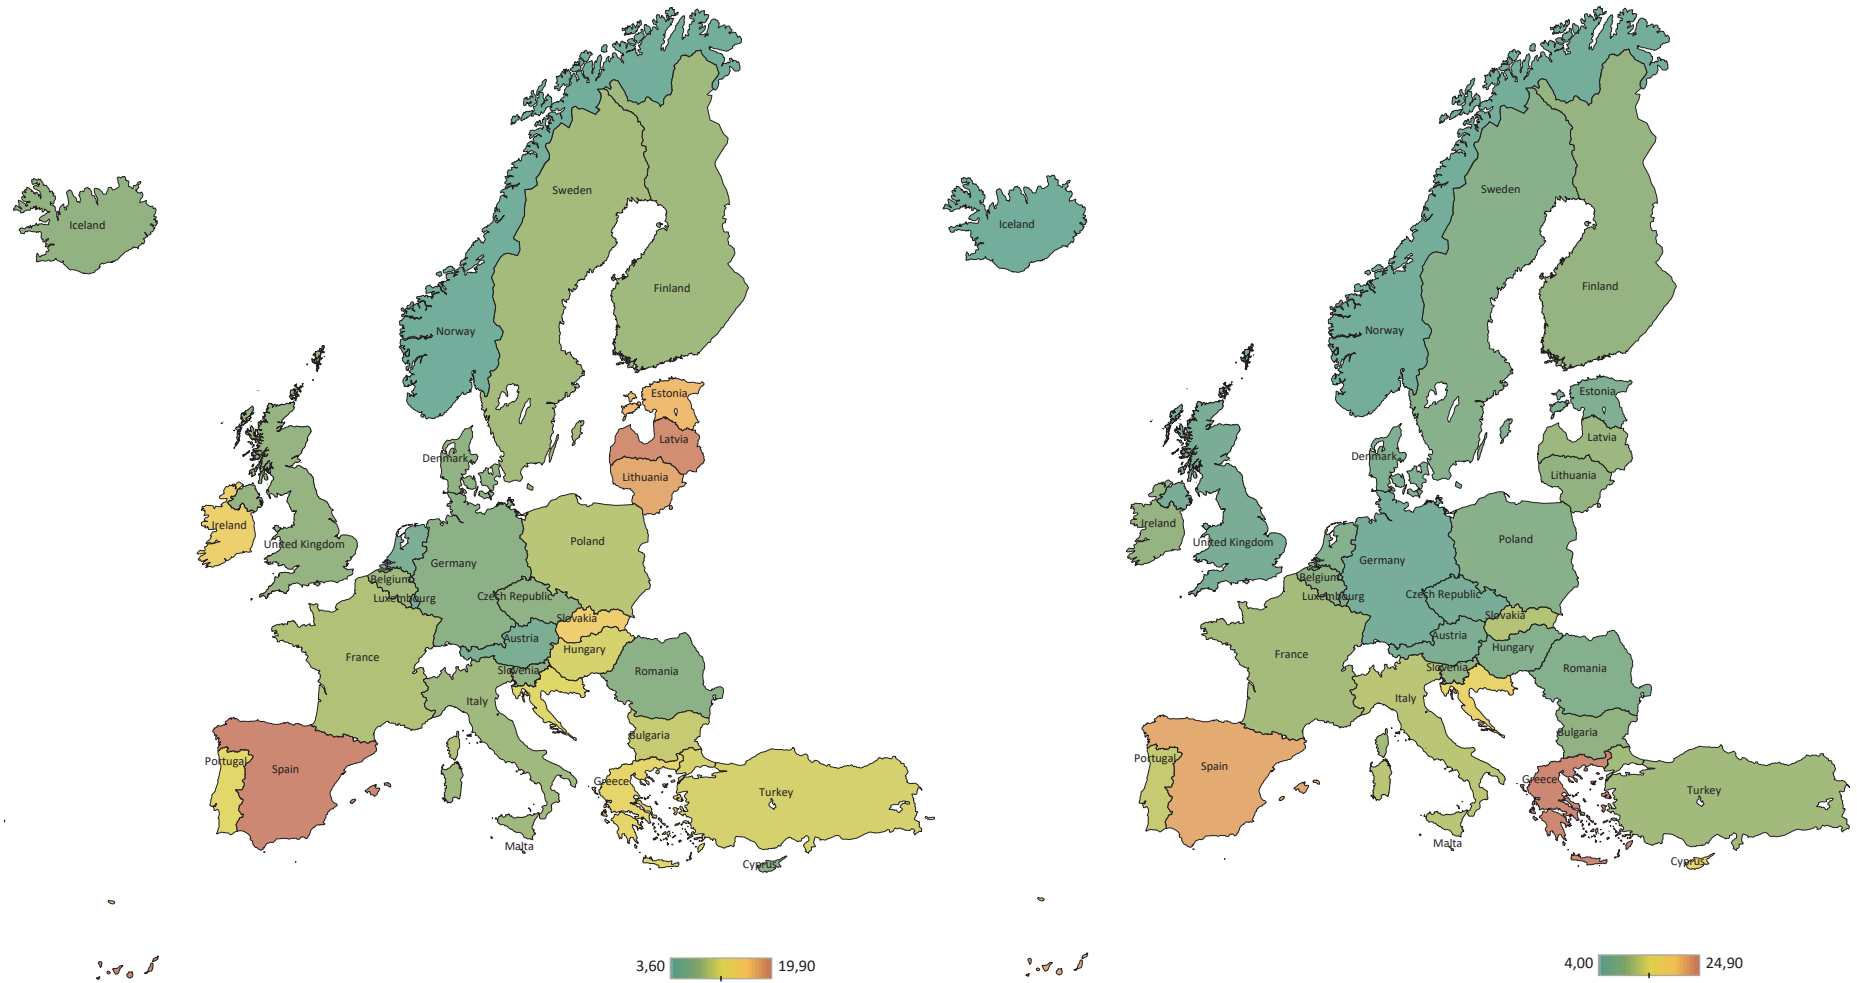 Iceland
Sweden
Finland
Norway
Estonia
Latvia
Denmark
Lithuania
Ireland
United Kingdom
Poland
Germany
Belgium
Luxembourg
Czech Republic
Slovakia
Austria
Hungary
France
Slovenia
Romania
Italy
Bulgaria
Portugal
Spain
Greece
Turkey
Malta
Cyprus
3,60
19,90
Iceland
Sweden
Finland
Norway
Estonia
Latvia
Denmark
Lithuania
Ireland
United Kingdom
Poland
Germany
Belgium
Luxembourg
Czech Republic
Slovakia
Austria
Hungary
France
Slovenia
Romania
Italy
Bulgaria
Portugal
Spain
Greece
Turkey
Malta
Cyprus
4,00
24,90